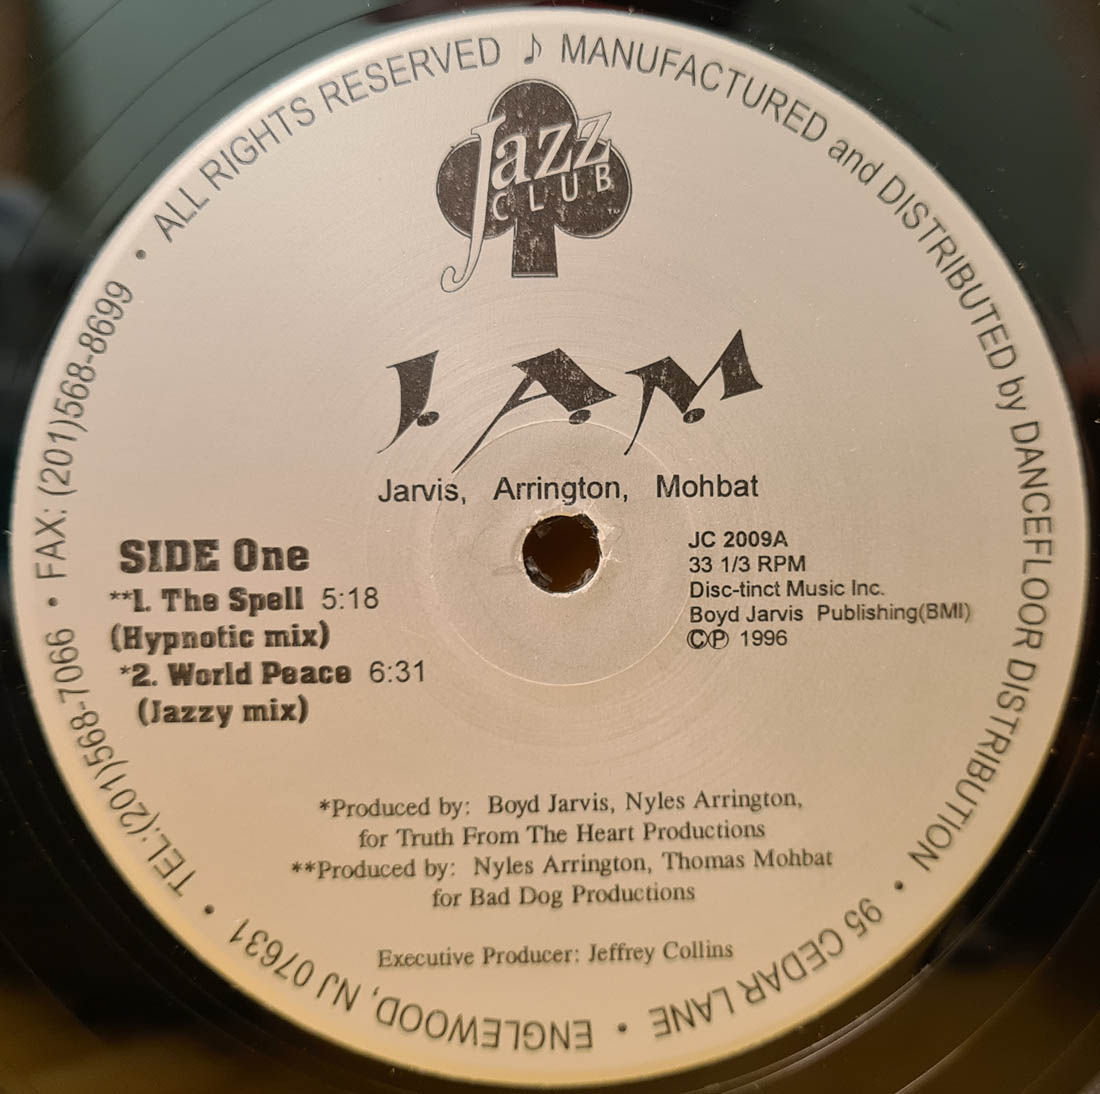 ALL RIGHTS RESERVED ♪ MANUFACTURED and DISTRIBUTED by DANCEFLOOR DISTRIBUTION • 95 CEDAR LANE • ENGLEWOOD, NJ 07631 • TEL.:(201)568-7066 • FAX: (201)568-8699 •
Jazz
CLUB
J.A.M
Jarvis, Arrington, Mohbat
SIDE One
**1. The Spell 5:18
(Hypnotic mix)
*2. World Peace 6:31
(Jazzy mix)
JC 2009A
33 1/3 RPM
Disc-tinct Music Inc.
Boyd Jarvis Publishing(BMI)
©℗ 1996
*Produced by: Boyd Jarvis, Nyles Arrington,
for Truth From The Heart Productions
**Produced by: Nyles Arrington, Thomas Mohbat
for Bad Dog Productions
Executive Producer: Jeffrey Collins